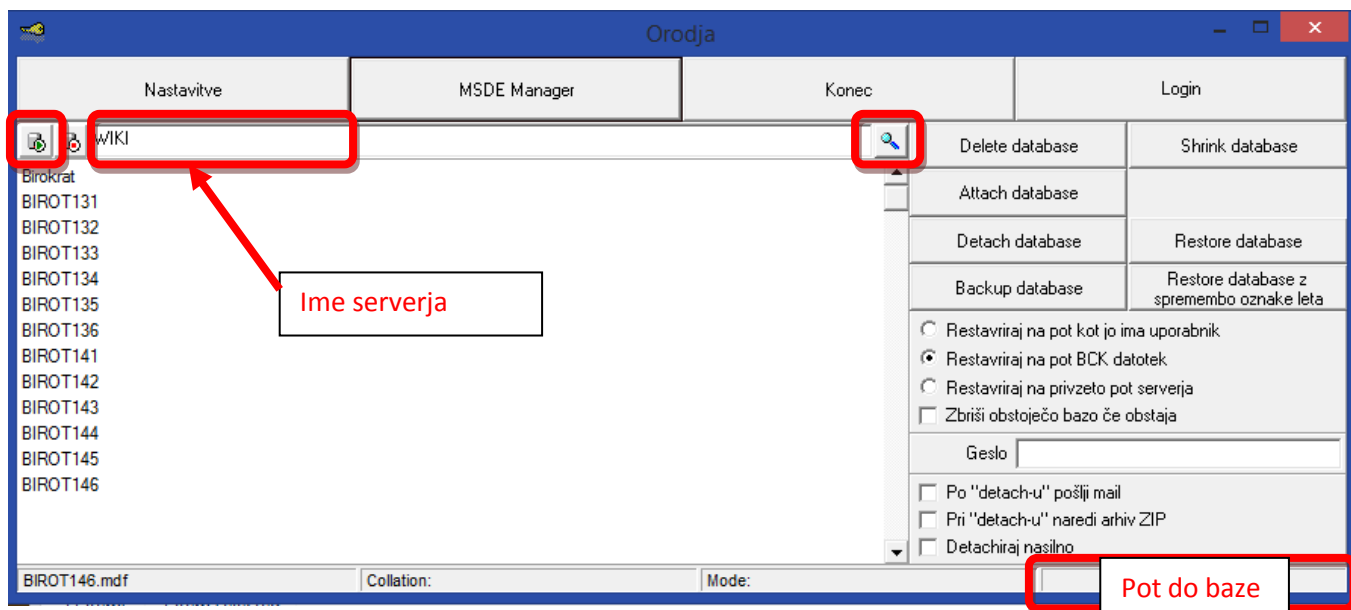 Orodja
Nastavitve
MSDE Manager
Konec
Login
WIKI
Delete database
Shrink database
Birokrat
BIROT131
BIROT132
BIROT133
BIROT134
BIROT135
BIROT136
BIROT141
BIROT142
BIROT143
BIROT144
BIROT145
BIROT146
Ime serverja
Attach database
Detach database
Restore database
Backup database
Restore database z
spremembo oznake leta
Restavriraj na pot kot jo ima uporabnik
Restavriraj na pot BCK datotek
Restavriraj na privzeto pot serverja
Zbriši obstoječo bazo če obstaja
Geslo
Po "detach-u" pošlji mail
Pri "detach-u" naredi arhiv ZIP
Detachiraj nasilno
BIROT146.mdf
Collation:
Mode:
Pot do baze